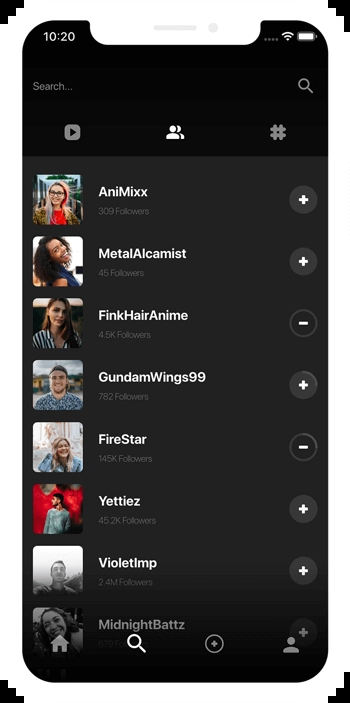 10:20
Search...
AniMixx
309 Followers
MetalAlcamist
45 Followers
FinkHairAnime
4.5K Followers
GundamWings99
782 Followers
FireStar
145K Followers
Yettiez
45.2K Followers
VioletImp
2.4M Followers
MidnightBattz
Followers